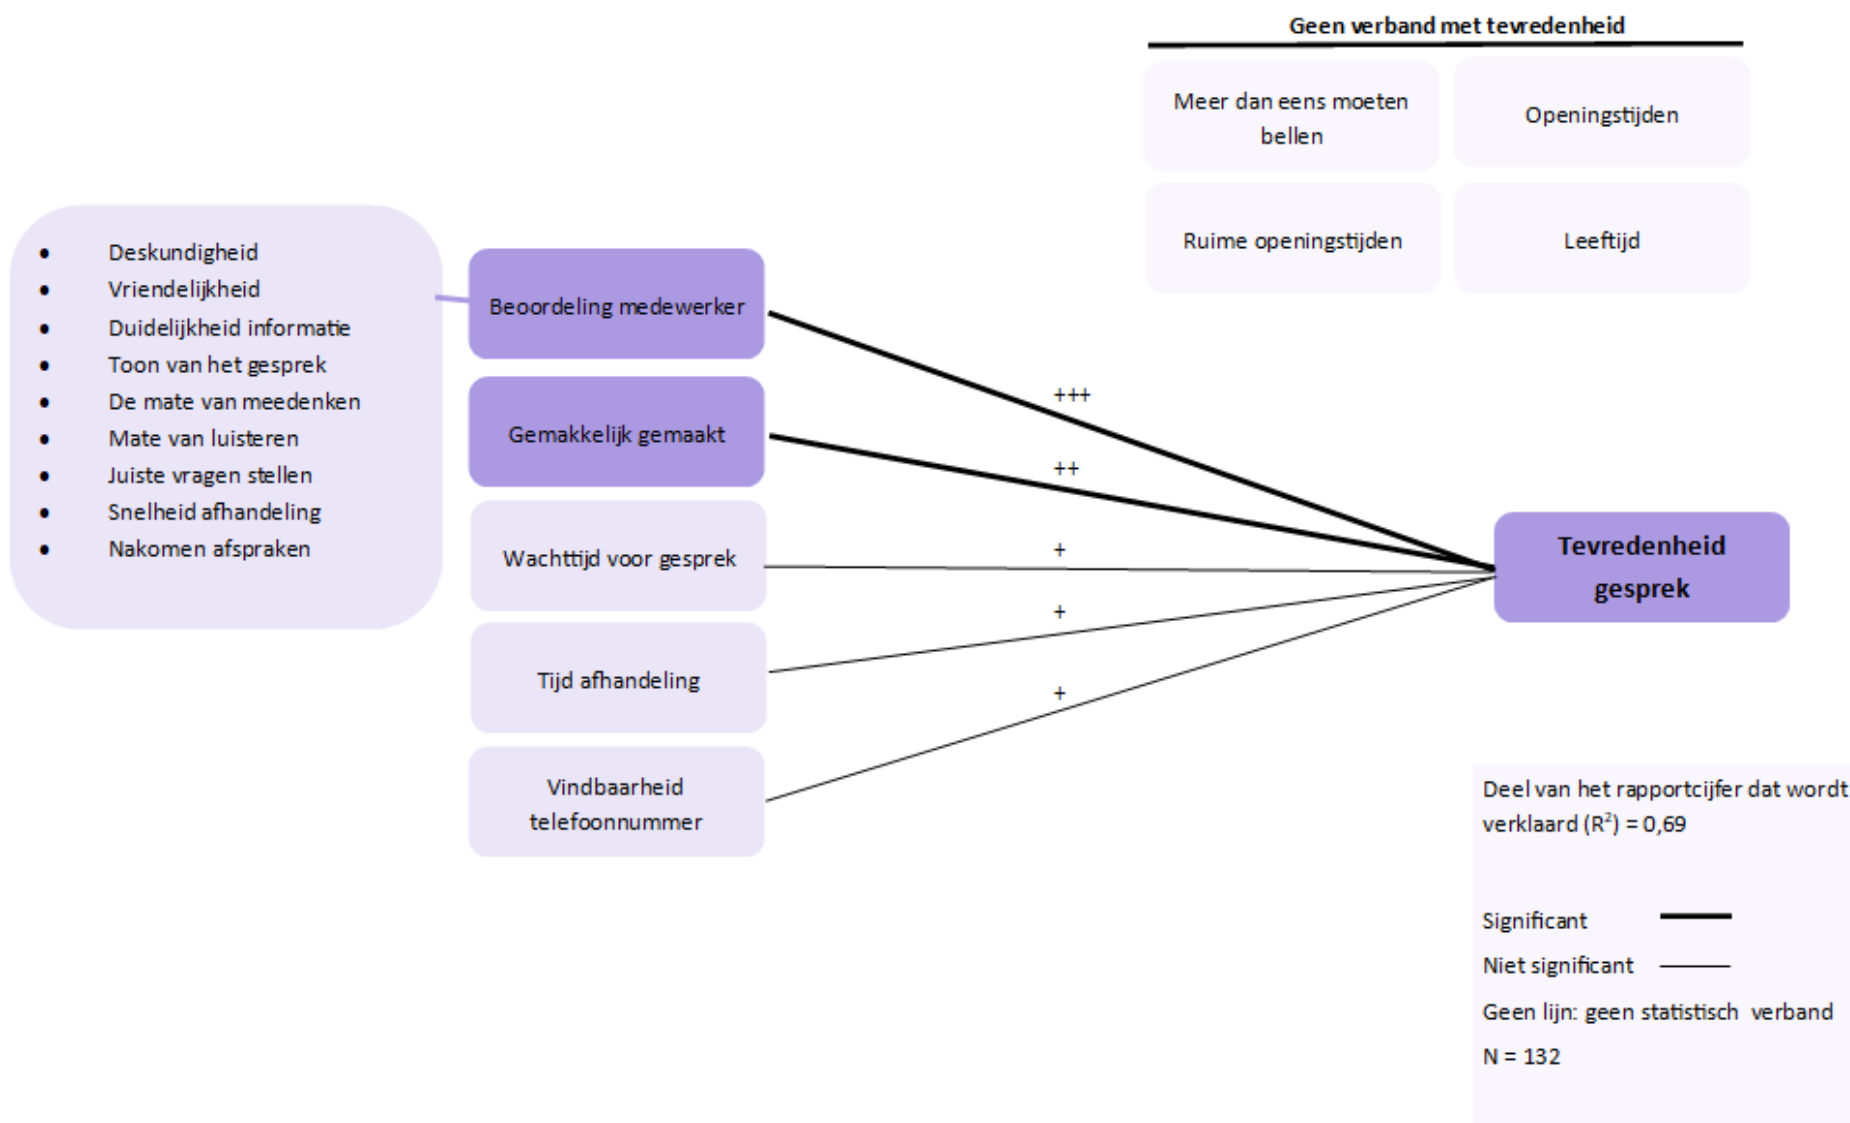 Geen verband met tevredenheid
Meer dan eens moeten
bellen
Openingstijden
Ruime openingstijden
Leeftijd
• Deskundigheid
• Vriendelijkheid
• Duidelijkheid informatie
• Toon van het gesprek
• De mate van meedenken
• Mate van luisteren
• Juiste vragen stellen
• Snelheid afhandeling
• Nakomen afspraken
Beoordeling medewerker
Gemakkelijk gemaakt
Wachttijd voor gesprek
Tijd afhandeling
Vindbaarheid
telefoonnummer
+++
++
+
+
+
Tevredenheid
gesprek
Deel van het rapportcijfer dat wordt
verklaard (R²) = 0,69
Significant
Niet significant
Geen lijn: geen statistisch verband
N = 132